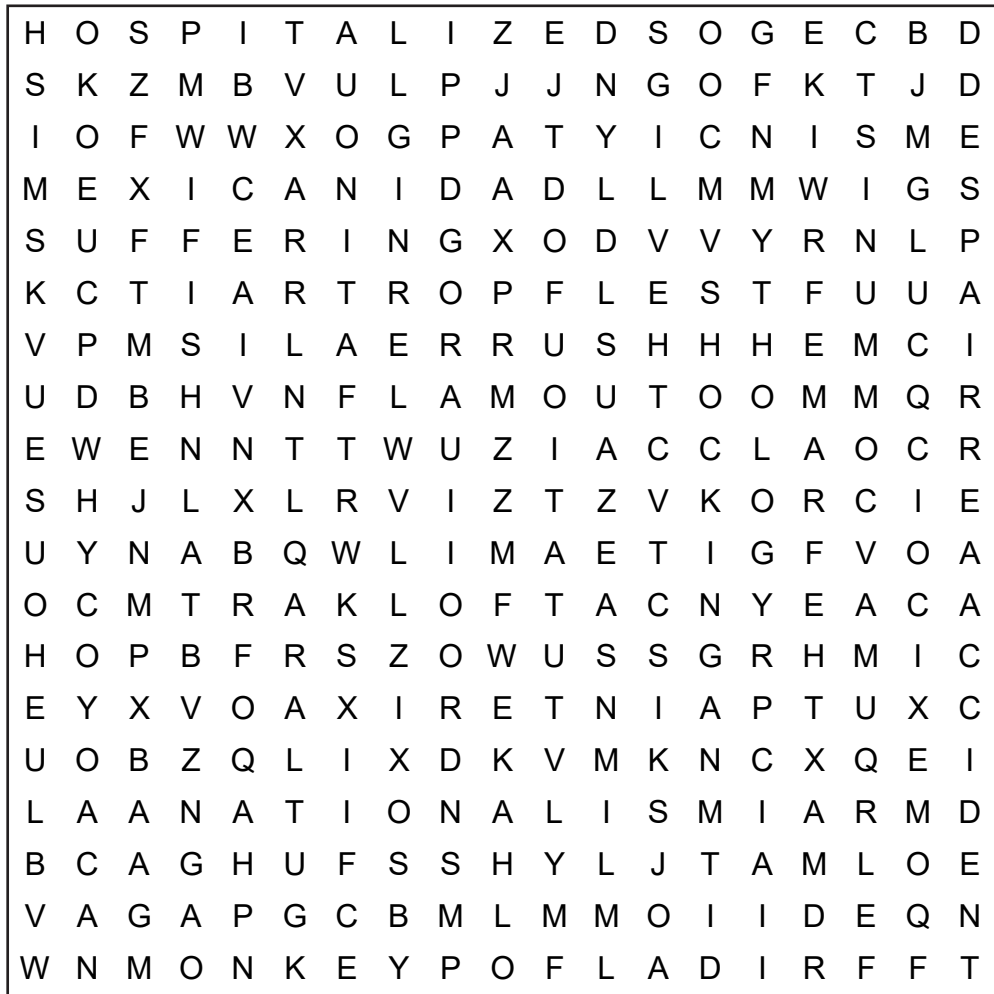 H O S P I T A L I Z E D S O G E C B D
S K Z M B V U L P J J N G O F K T J D
I O F W W X O G P A T Y I C N I S M E
M E X I C A N I D A D L L M M W I G S
S U F F E R I N G X O D V V Y R N L P
K C T I A R T R O P F L E S T F U U A
V P M S I L A E R R U S H H H E M C I
U D B H V N F L A M O U T O O M M Q R
E W E N N T T W U Z I A C C L A O C R
S H J L X L R V I Z T Z V K O R C I E
U Y N A B Q W L I M A E T I G F V O A
O C M T R A K L O F T A C N Y E A C A
H O P B F R S Z O W U S S G R H M I C
E Y X V O A X I R E T N I A P T U X C
U O B Z Q L I X D K V M K N C X Q E I
L A A N A T I O N A L I S M I A R M D
B C A G H U F S S H Y L J T A M L O E
V A G A P G C B M L M M O I I D E Q N
W N M O N K E Y P O F L A D I R F F T